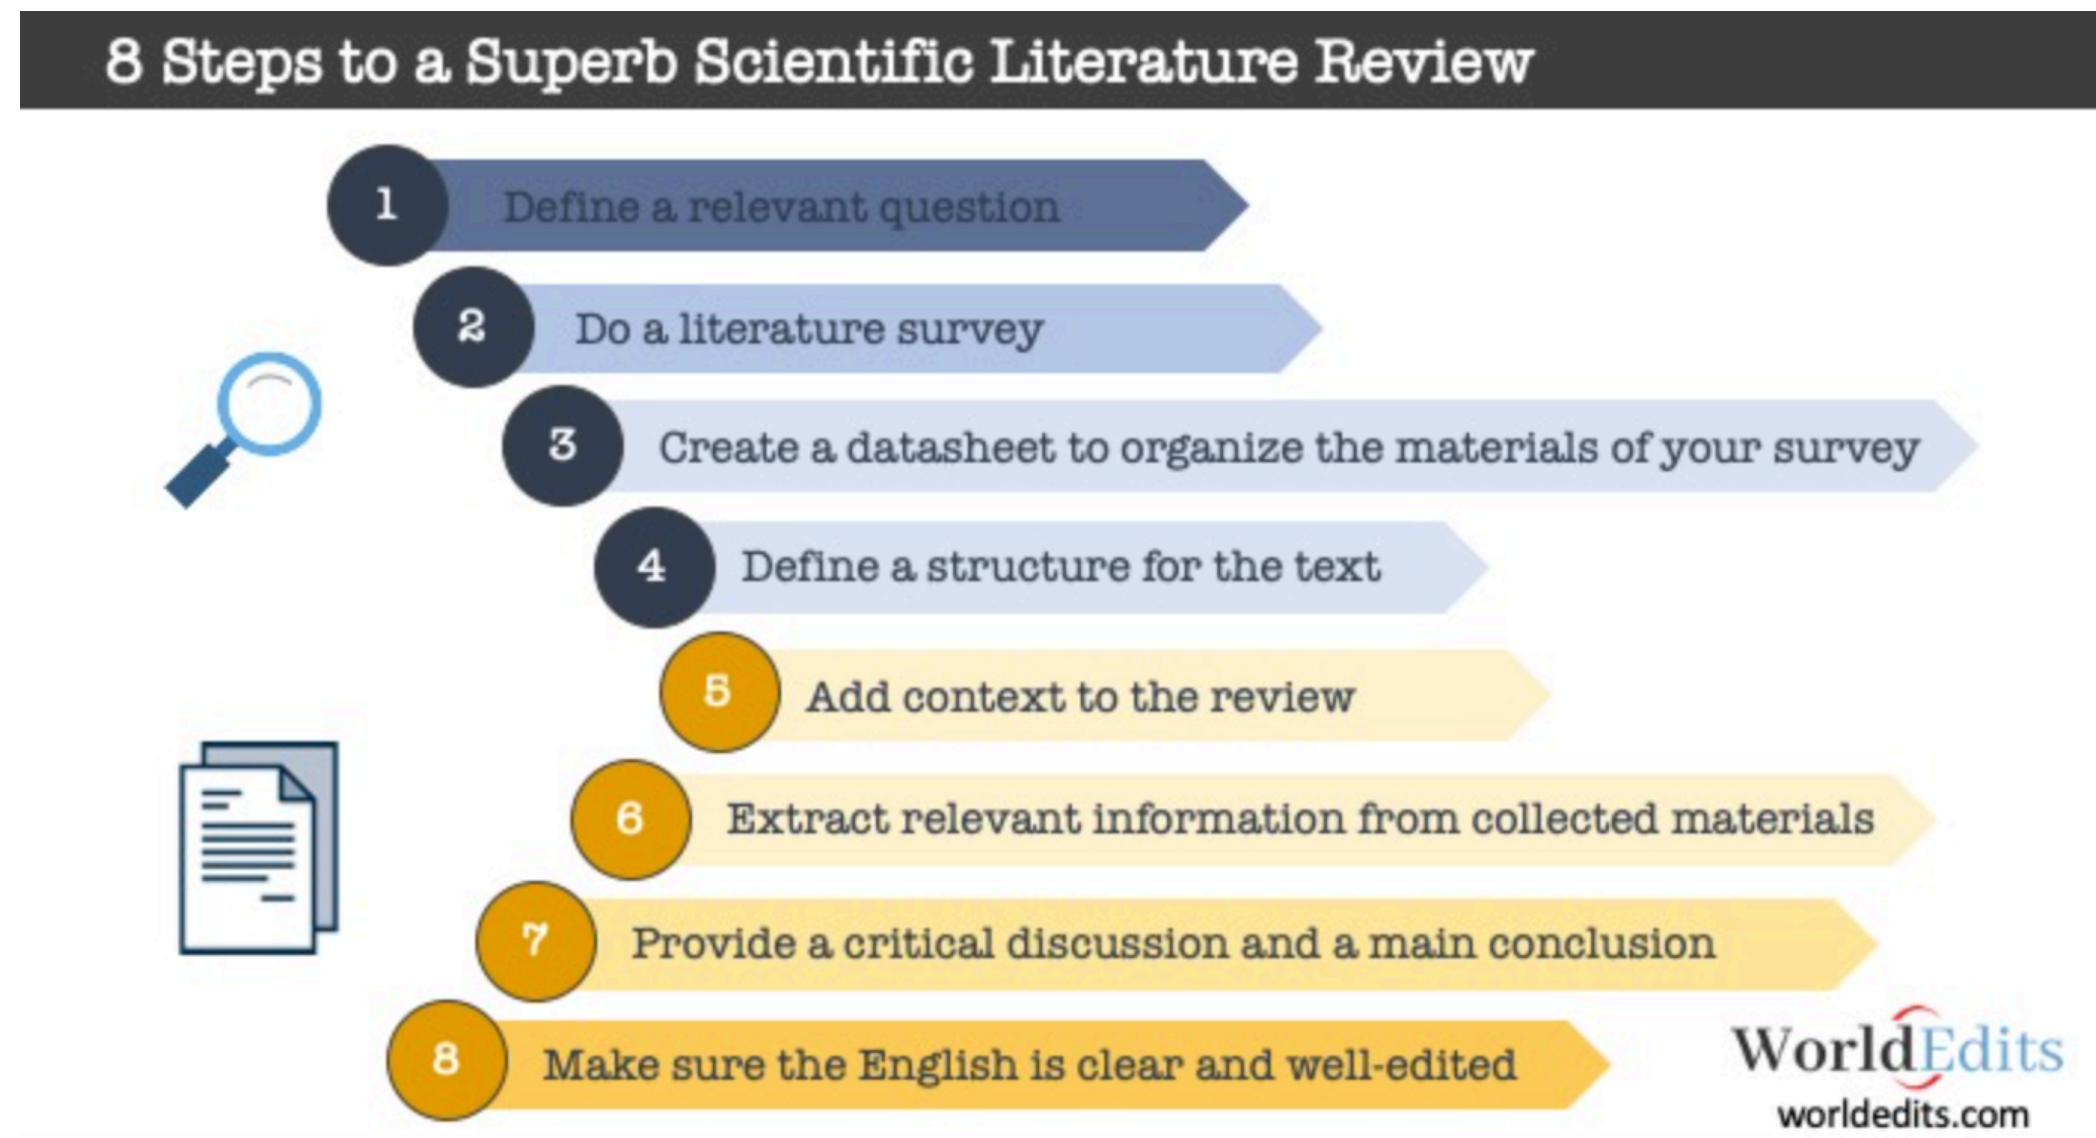 8 Steps to a Superb Scientific Literature Review
1
Define a relevant question
2
Do a literature survey
3
Create a datasheet to organize the materials of your survey
4
Define a structure for the text
5
Add context to the review
6
Extract relevant information from collected materials
7
Provide a critical discussion and a main conclusion
8
Make sure the English is clear and well-edited
WorldEdits
worldedits.com